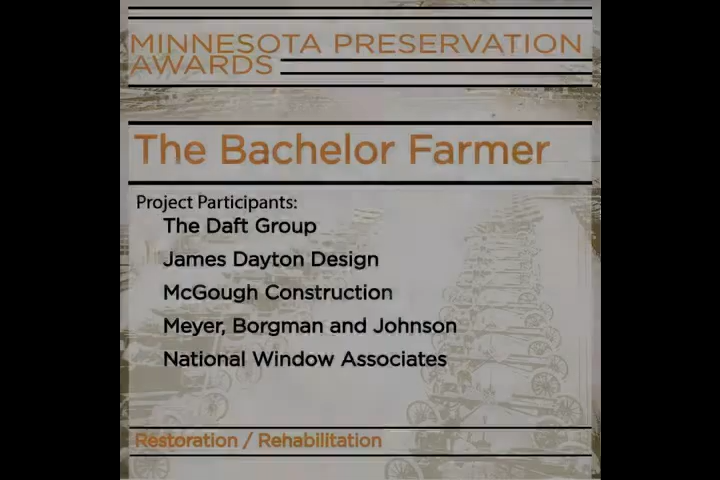 MINNESOTA PRESERVATION
AWARDS
The Bachelor Farmer
Project Participants:
The Daft Group
James Dayton Design
McGough Construction
Meyer, Borgman and Johnson
National Window Associates
Restoration / Rehabilitation